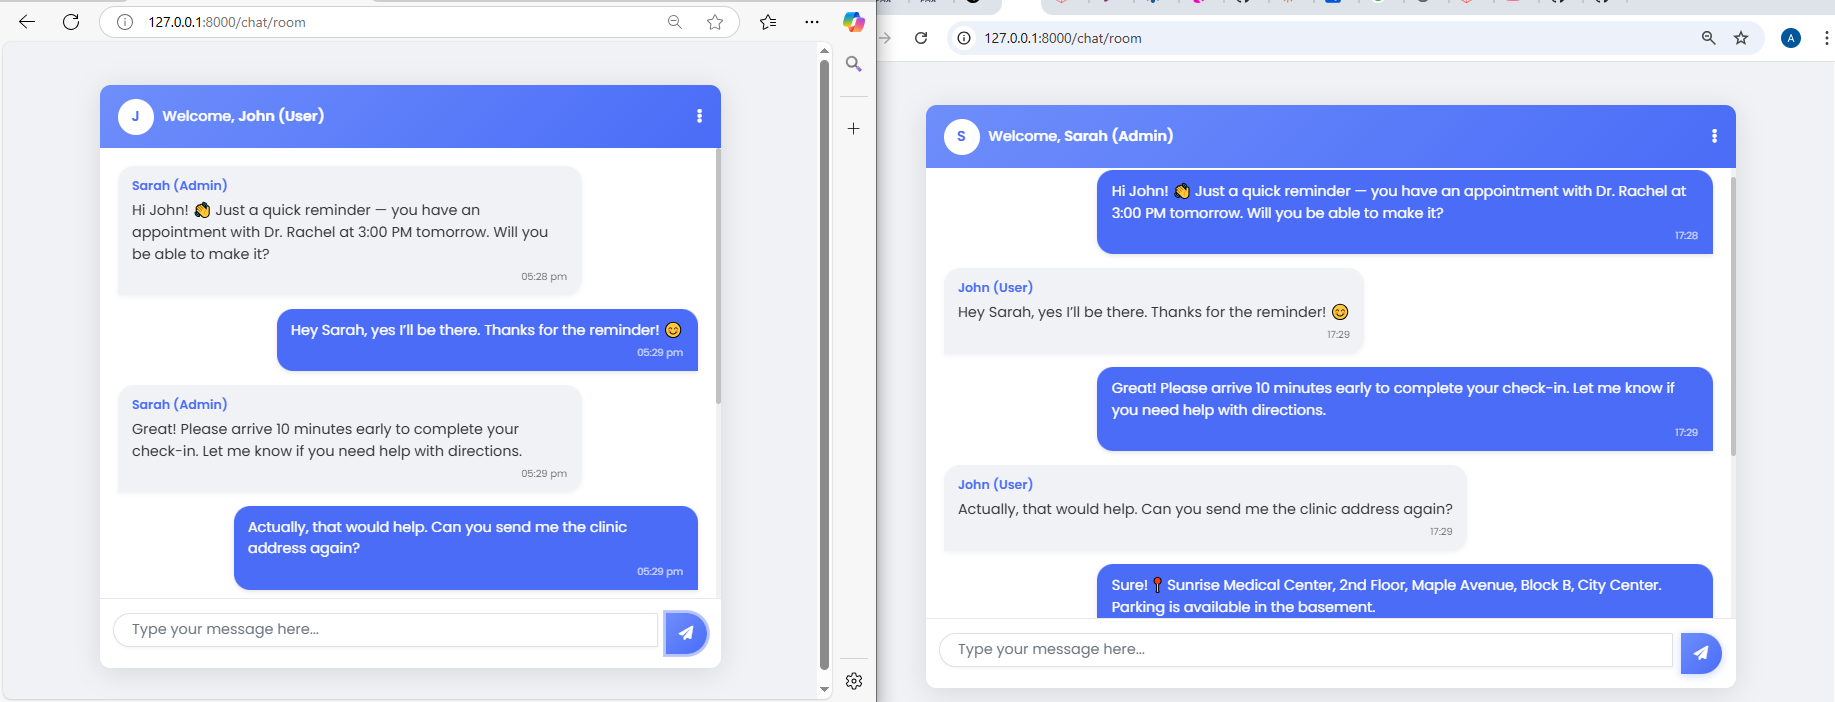 127.0.0.1:8000/chat/room
J
Welcome, John (User)
Sarah (Admin)
Hi John! 👋 Just a quick reminder — you have an
appointment with Dr. Rachel at 3:00 PM tomorrow. Will you
be able to make it?
05:28 pm
Hey Sarah, yes I’ll be there. Thanks for the reminder! 😊
05:29 pm
Sarah (Admin)
Great! Please arrive 10 minutes early to complete your
check-in. Let me know if you need help with directions.
05:29 pm
Actually, that would help. Can you send me the clinic
address again?
05:29 pm
Type your message here...
127.0.0.1:8000/chat/room
A
S
Welcome, Sarah (Admin)
Hi John! 👋 Just a quick reminder — you have an appointment with Dr. Rachel at
3:00 PM tomorrow. Will you be able to make it?
17:28
John (User)
Hey Sarah, yes I’ll be there. Thanks for the reminder! 😊
17:29
Great! Please arrive 10 minutes early to complete your check-in. Let me know if
you need help with directions.
17:29
John (User)
Actually, that would help. Can you send me the clinic address again?
17:29
Sure! 📍 Sunrise Medical Center, 2nd Floor, Maple Avenue, Block B, City Center.
Parking is available in the basement.
Type your message here...